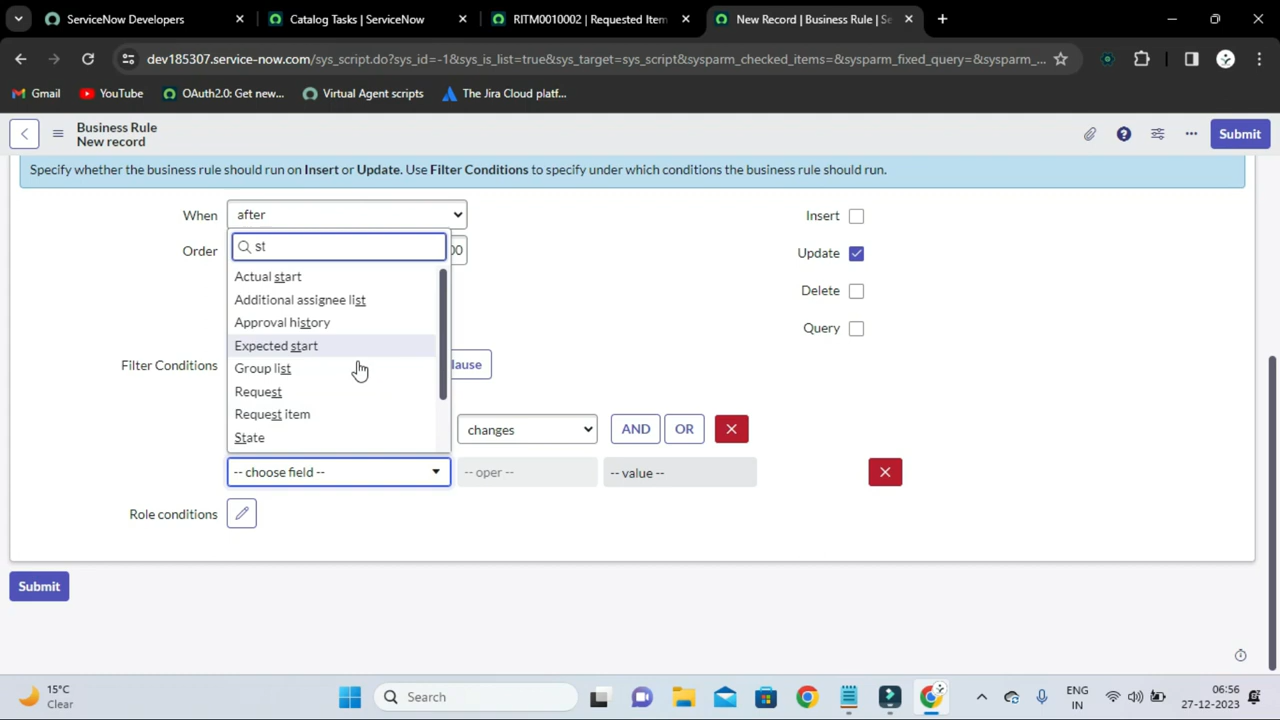 ServiceNow Developers
Catalog Tasks | ServiceNow
RITM0010002 | Requested Item
New Record | Business Rule | Se
dev185307.service-now.com/sys_script.do?sys_id=-1&sys_is_list=true&sys_target=sys_script&sysparm_checked_items=&sysparm_fixed_query=&sysparm_...
Gmail
YouTube
OAuth2.0: Get new...
Virtual Agent scripts
The Jira Cloud platf...
Business Rule
New record
Submit
Specify whether the business rule should run on Insert or Update. Use Filter Conditions to specify under which conditions the business rule should run.
When
after
Insert
Order
st
00
Update
Actual start
Additional assignee list
Delete
Approval history
Query
Expected start
Filter Conditions
Group list
lause
Request
Request item
State
changes
AND
OR
-- choose field --
-- oper --
-- value --
Role conditions
Submit
15°C
Clear
Search
ENG
IN
06:56
27-12-2023